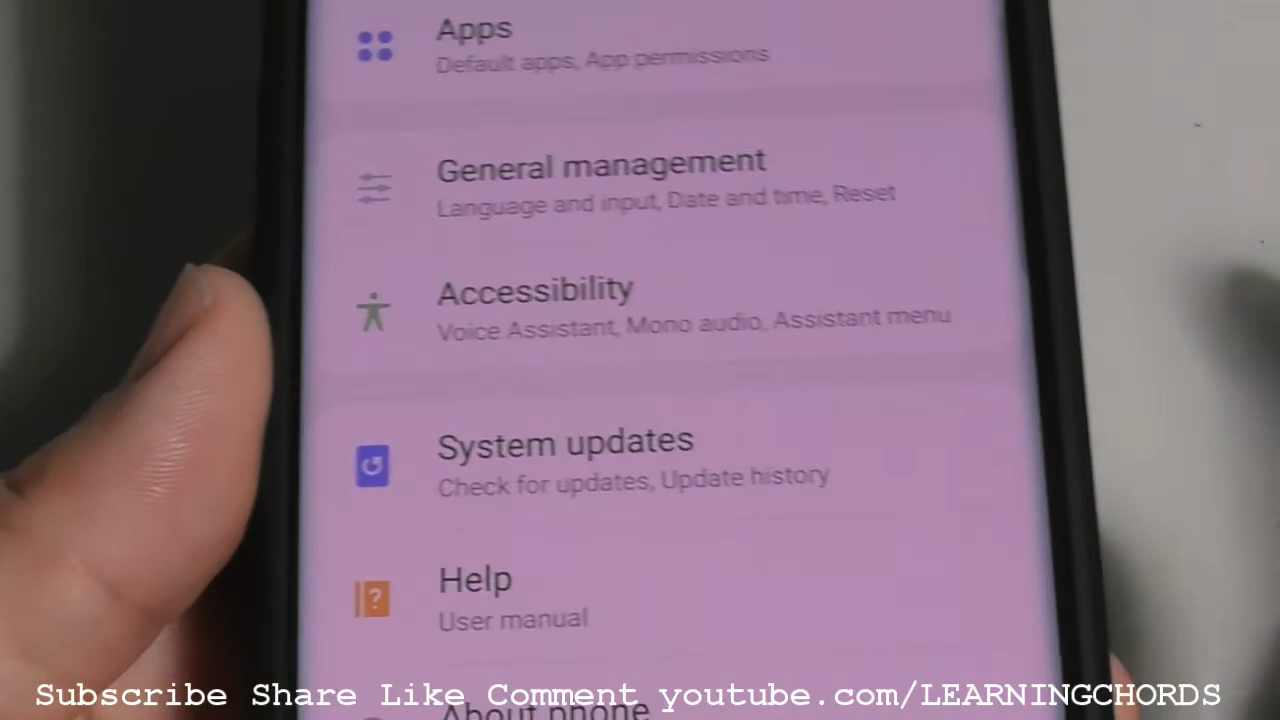 Apps
Default apps, App permissions
General management
Language and input, Date and time, Reset
Accessibility
Voice Assistant, Mono audio, Assistant menu
System updates
Check for updates, Update history
Help
User manual
About phone
Subscribe Share Like Comment youtube.com/LEARNINGCHORDS